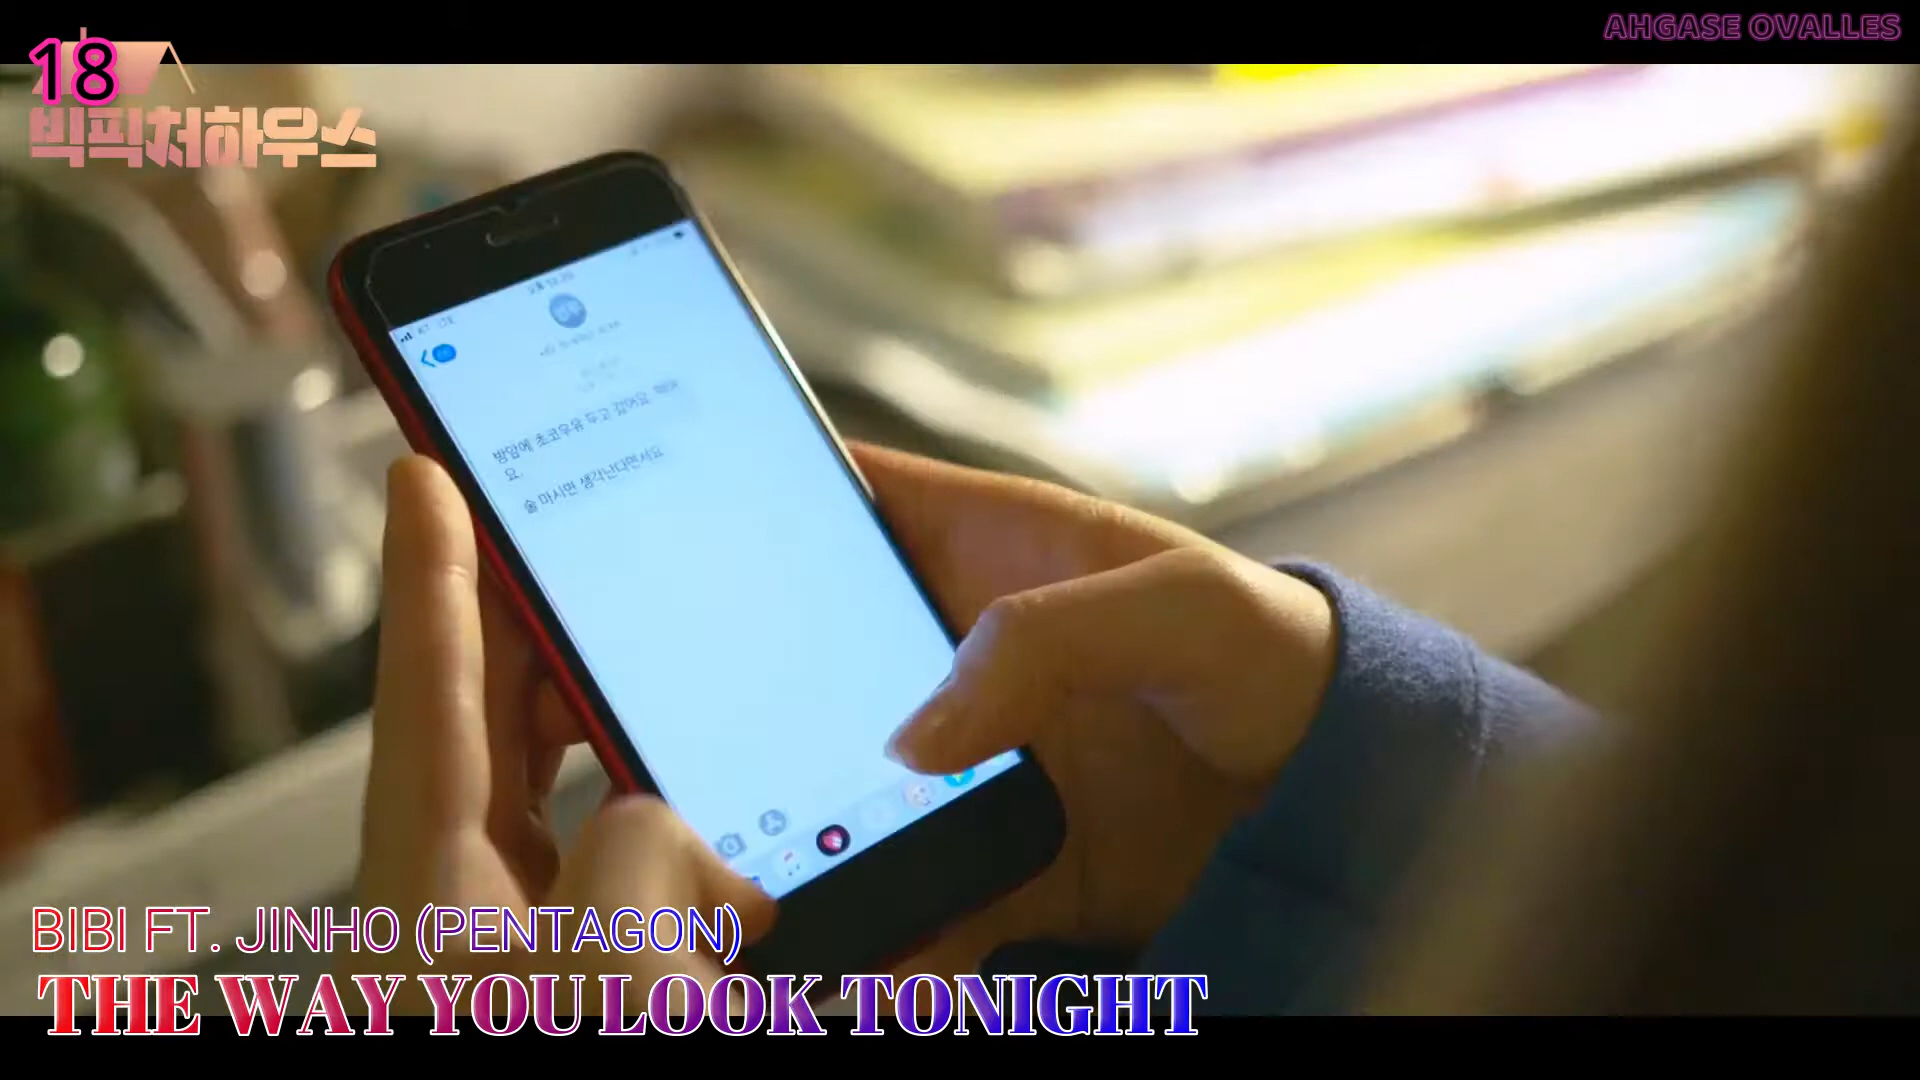 AHGASE OVALLES
18
빅픽처하우스
방앞에 초코우유 두고 갔어요.
요.
술 마시면 생각난다면서요
BIBI FT. JINHO (PENTAGON)
THE WAY YOU LOOK TONIGHT